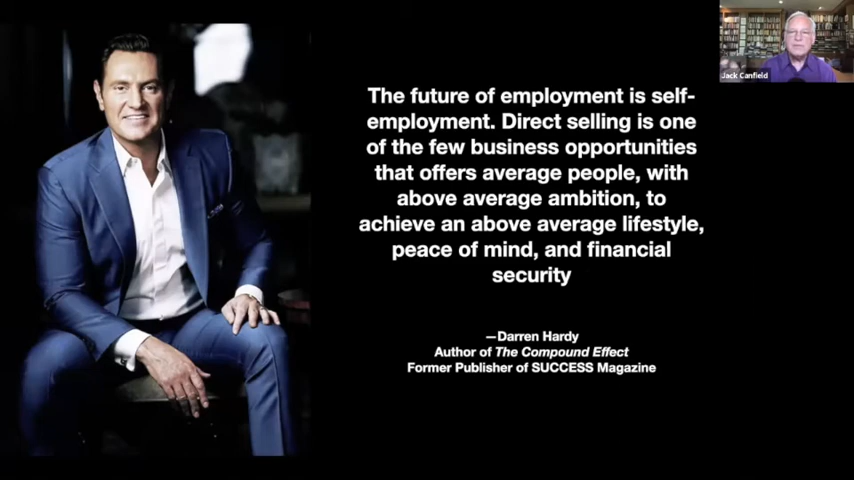 The future of employment is self-
employment. Direct selling is one
of the few business opportunities
that offers average people, with
above average ambition, to
achieve an above average lifestyle,
peace of mind, and financial
security
—Darren Hardy
Author of The Compound Effect
Former Publisher of SUCCESS Magazine
Jack Canfield